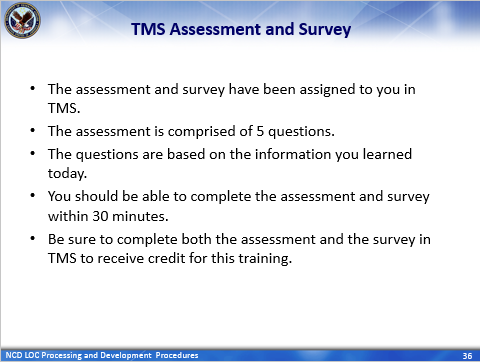 TMS Assessment and Survey
• The assessment and survey have been assigned to you in
TMS.
• The assessment is comprised of 5 questions.
• The questions are based on the information you learned
today.
• You should be able to complete the assessment and survey
within 30 minutes.
• Be sure to complete both the assessment and the survey in
TMS to receive credit for this training.
NCD LOC Processing and Development Procedures
36